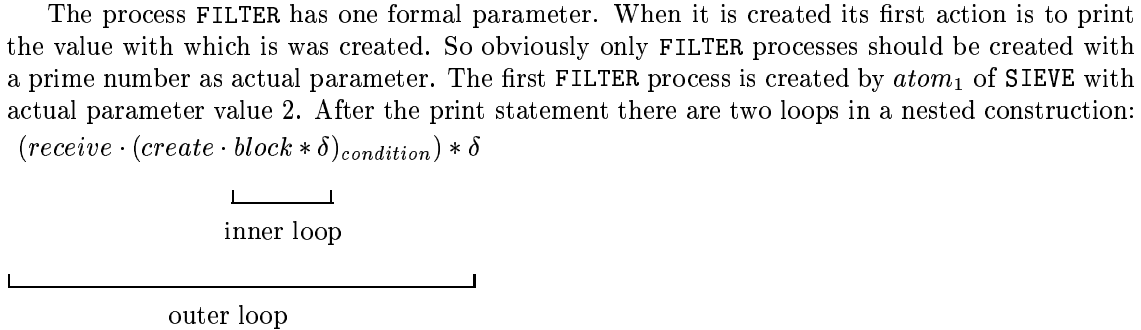 The process FILTER has one formal parameter. When it is created its first action is to print
the value with which is was created. So obviously only FILTER processes should be created with
a prime number as actual parameter. The first FILTER process is created by atom₁ of SIEVE with
actual parameter value 2. After the print statement there are two loops in a nested construction:
(receive · (create · block * δ)condition) * δ
inner loop
outer loop